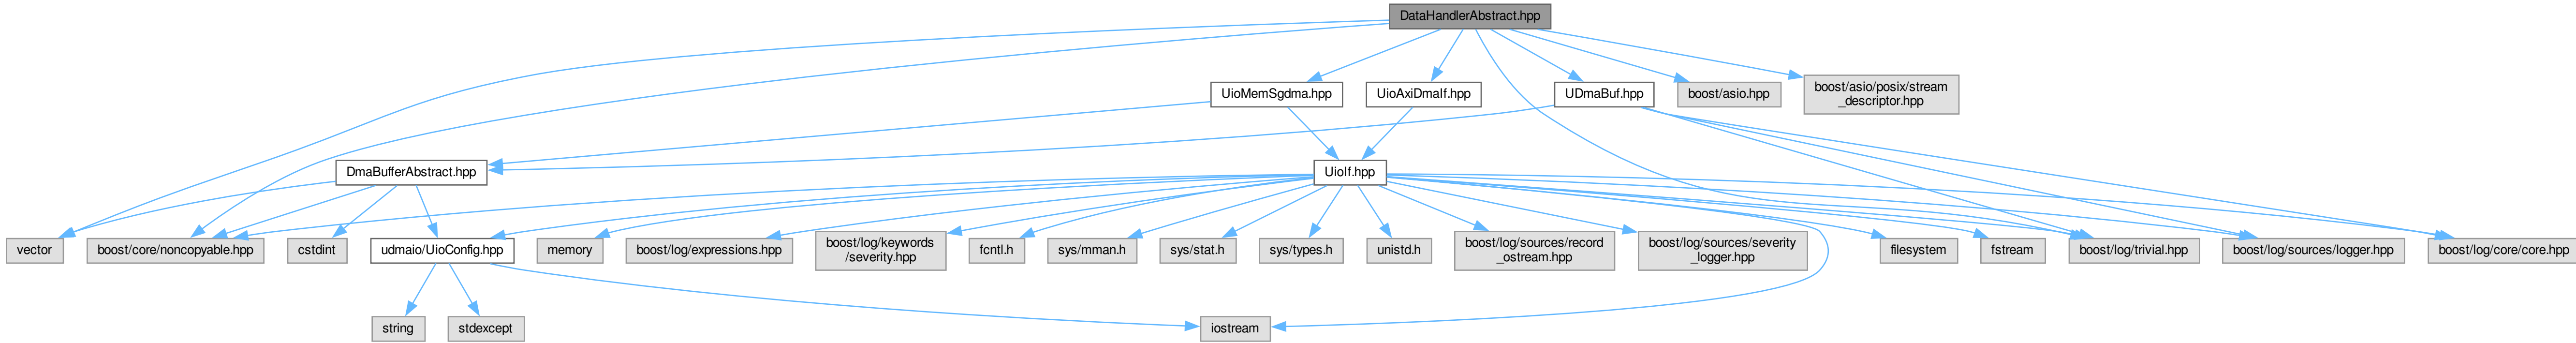 DataHandlerAbstract.hpp
UioMemSgdma.hpp
UioAxiDmaIf.hpp
UDmaBuf.hpp
boost/asio.hpp
boost/asio/posix/stream
_descriptor.hpp
DmaBufferAbstract.hpp
UioIf.hpp
vector
boost/core/noncopyable.hpp
cstdint
udmaio/UioConfig.hpp
memory
boost/log/expressions.hpp
boost/log/keywords
/severity.hpp
fcntl.h
sys/mman.h
sys/stat.h
sys/types.h
unistd.h
boost/log/sources/record
_ostream.hpp
boost/log/sources/severity
_logger.hpp
filesystem
fstream
boost/log/trivial.hpp
boost/log/sources/logger.hpp
boost/log/core/core.hpp
string
stdexcept
iostream